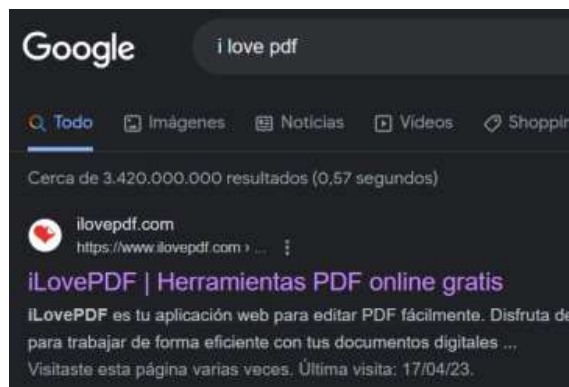 Google
i love pdf
Todo Imágenes Noticias Vídeos Shoppin
Cerca de 3.420.000.000 resultados (0,57 segundos)
ilovepdf.com
https://www.ilovepdf.com › ...
iLovePDF | Herramientas PDF online gratis
iLovePDF es tu aplicación web para editar PDF fácilmente. Disfruta de
para trabajar de forma eficiente con tus documentos digitales ...
Visitaste esta página varias veces. Última visita: 17/04/23.